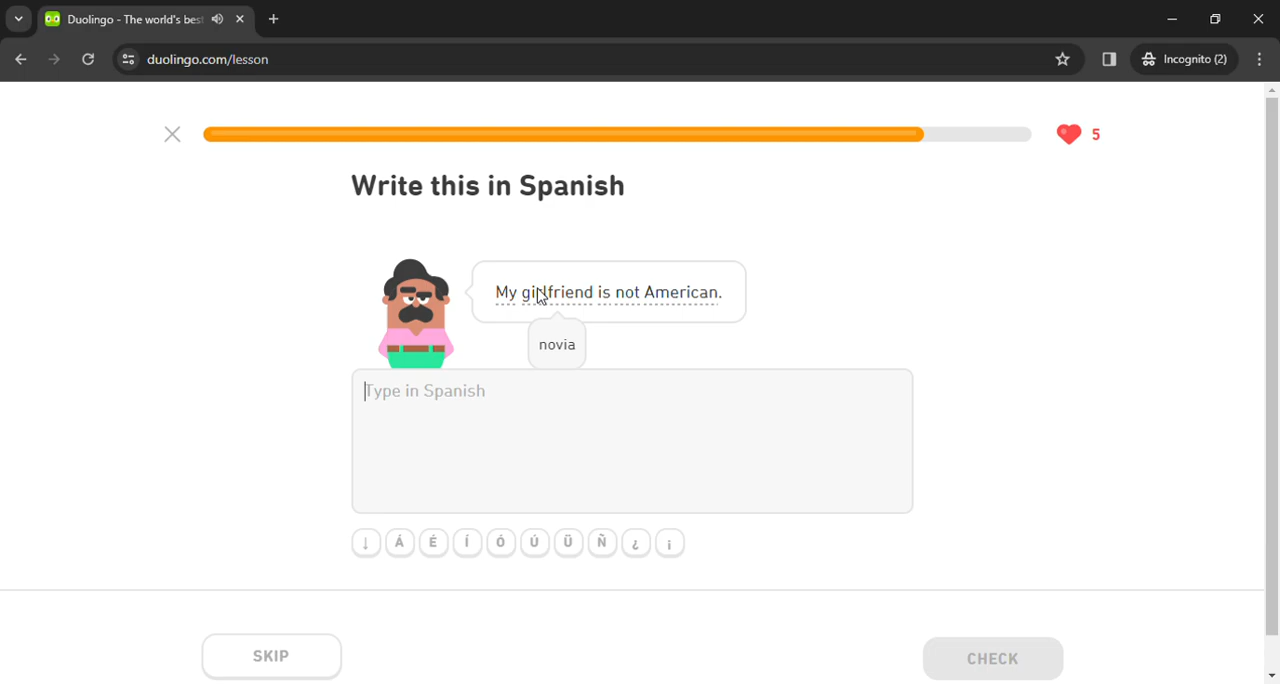 Duolingo - The world's bes
duolingo.com/lesson
Incognito (2)
5
Write this in Spanish
My girlfriend is not American.
novia
Type in Spanish
↓ Á É Í Ó Ú Ü Ñ ¿ ¡
SKIP
CHECK